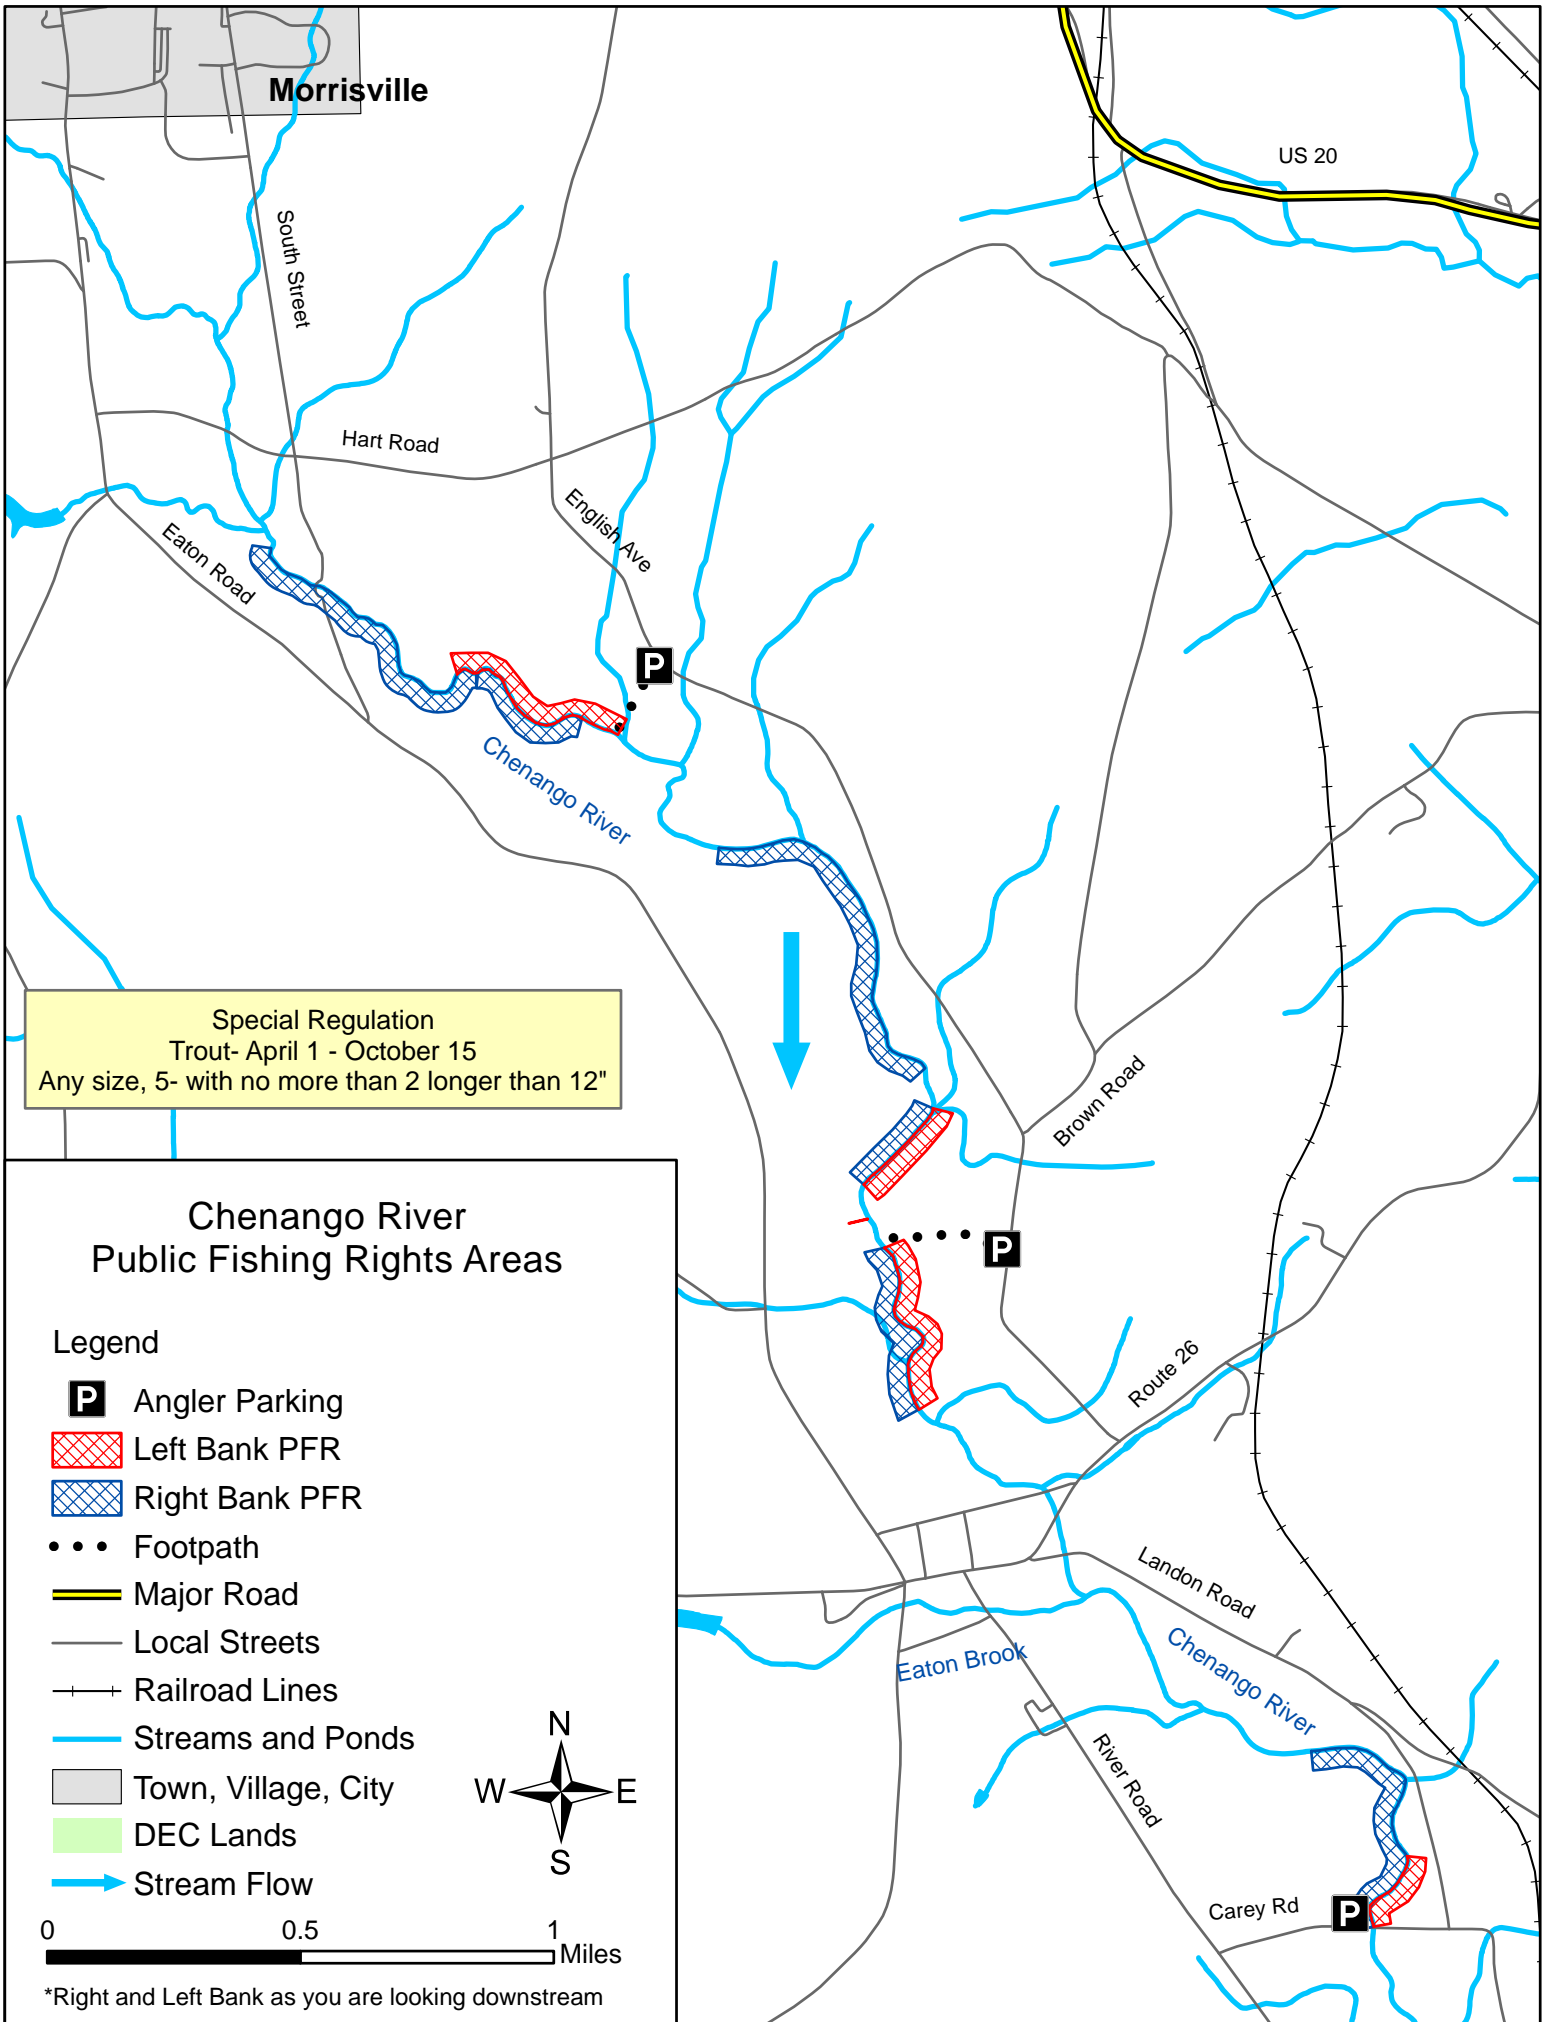 Morrisville
US 20
South Street
Hart Road
English Ave
Eaton Road
P
Chenango River
Special Regulation
Trout- April 1 - October 15
Any size, 5- with no more than 2 longer than 12"
Brown Road
P
Route 26
Landon Road
Chenango River
Eaton Brook
River Road
Carey Rd
P
Chenango River
Public Fishing Rights Areas
Legend
P Angler Parking
Left Bank PFR
Right Bank PFR
Footpath
Major Road
Local Streets
Railroad Lines
Streams and Ponds
Town, Village, City
DEC Lands
Stream Flow
N
W E
S
0 0.5 1
Miles
*Right and Left Bank as you are looking downstream